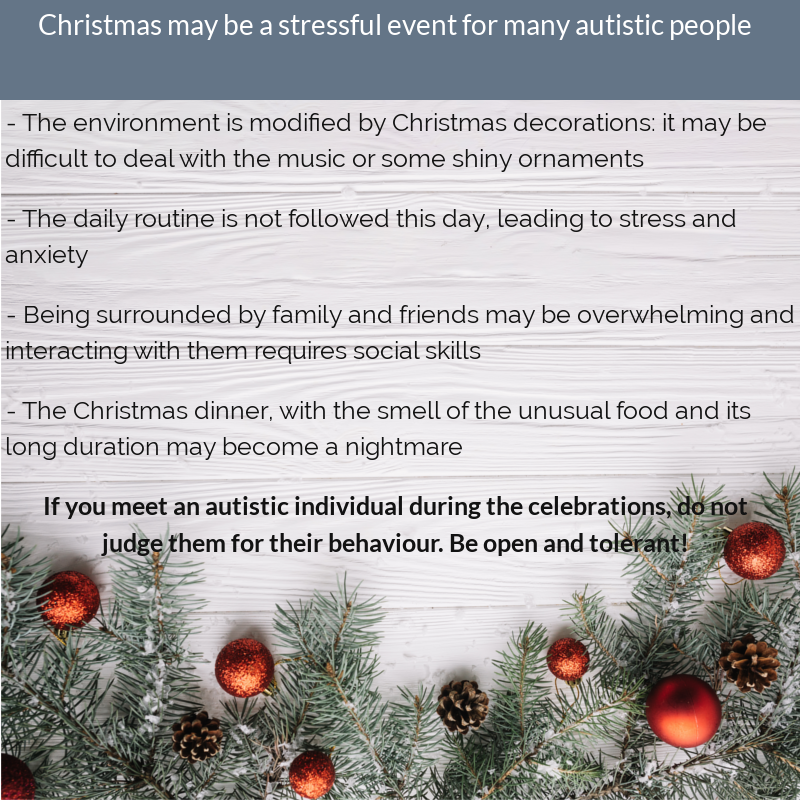 Christmas may be a stressful event for many autistic people
- The environment is modified by Christmas decorations: it may be
difficult to deal with the music or some shiny ornaments
- The daily routine is not followed this day, leading to stress and
anxiety
- Being surrounded by family and friends may be overwhelming and
interacting with them requires social skills
- The Christmas dinner, with the smell of the unusual food and its
long duration may become a nightmare
If you meet an autistic individual during the celebrations, do not
judge them for their behaviour. Be open and tolerant!